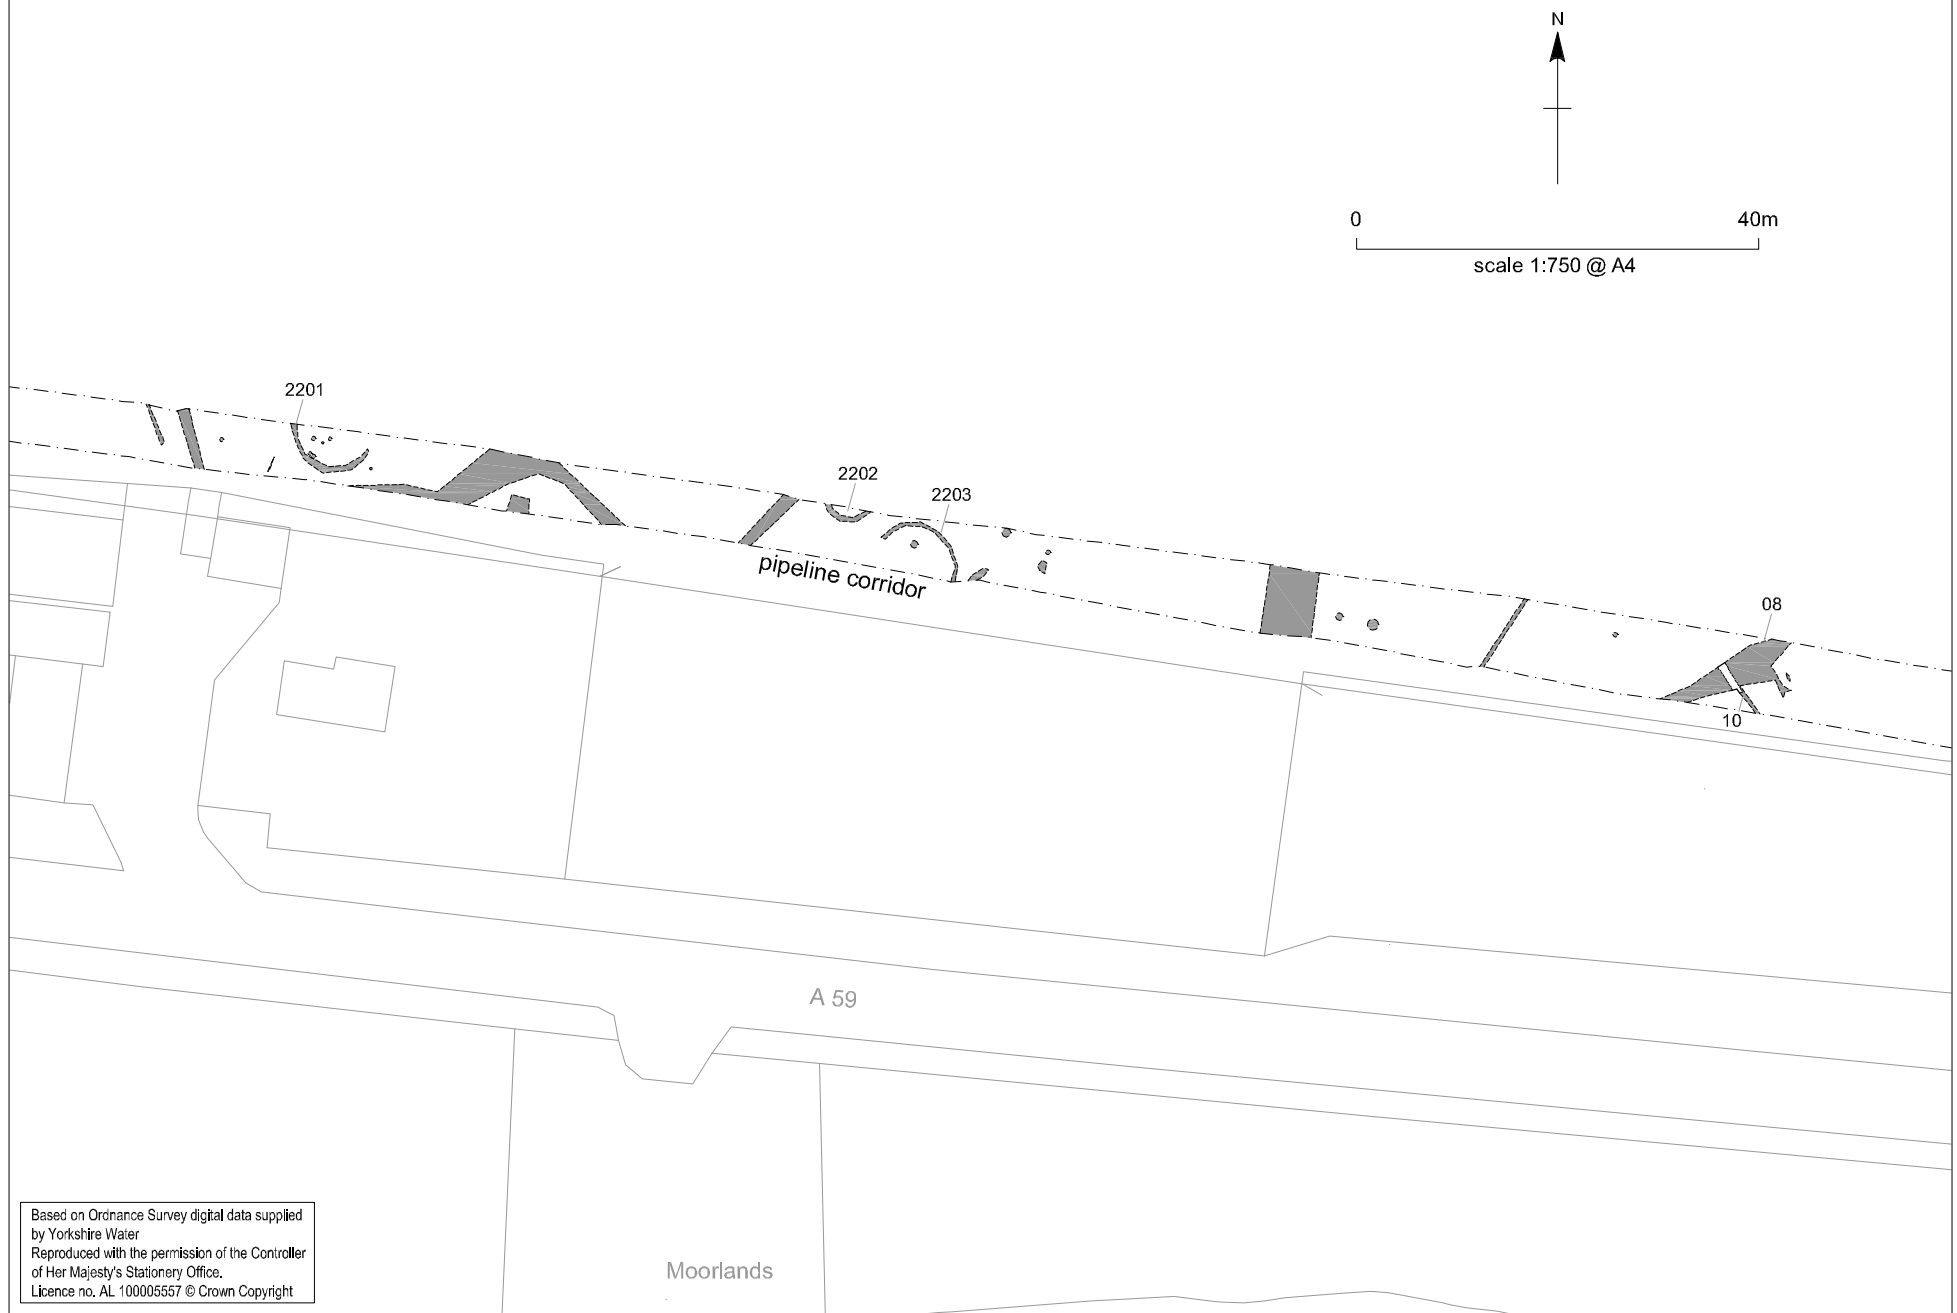 N
0 40m
scale 1:750 @ A4
2201
2202
2203
pipeline corridor
08
10
A 59
Moorlands
Based on Ordnance Survey digital data supplied
by Yorkshire Water
Reproduced with the permission of the Controller
of Her Majesty's Stationery Office.
Licence no. AL 100005557 © Crown Copyright